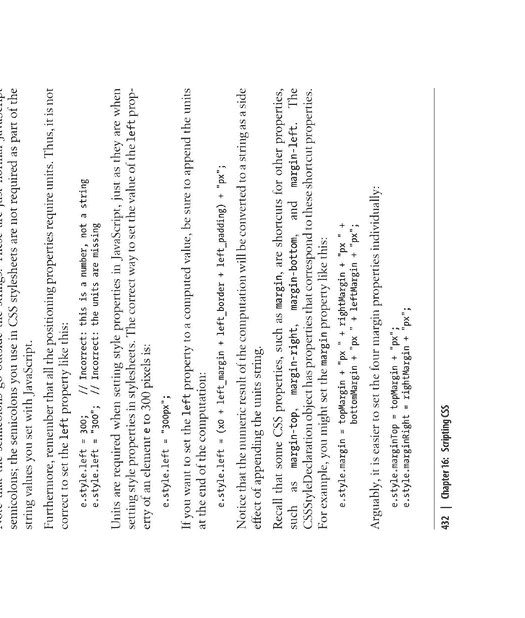 semicolons; the semicolons you use in CSS stylesheets are not required as part of the
string values you set with JavaScript.
Furthermore, remember that all the positioning properties require units. Thus, it is not
correct to set the left property like this:
e.style.left = 300;    // Incorrect: this is a number, not a string
e.style.left = "300";  // Incorrect: the units are missing
Units are required when setting style properties in JavaScript, just as they are when
setting style properties in stylesheets. The correct way to set the value of the left prop-
erty of an element e to 300 pixels is:
e.style.left = "300px";
If you want to set the left property to a computed value, be sure to append the units
at the end of the computation:
e.style.left = (x0 + left_margin + left_border + left_padding) + "px";
Notice that the numeric result of the computation will be converted to a string as a side
effect of appending the units string.
Recall that some CSS properties, such as margin, are shortcuts for other properties,
such as margin-top, margin-right, margin-bottom, and margin-left. The
CSSStyleDeclaration object has properties that correspond to these shortcut properties.
For example, you might set the margin property like this:
e.style.margin = topMargin + "px " + rightMargin + "px " +
bottomMargin + "px " + leftMargin + "px";
Arguably, it is easier to set the four margin properties individually:
e.style.marginTop = topMargin + "px";
e.style.marginRight = rightMargin + "px";
432 | Chapter 16: Scripting CSS